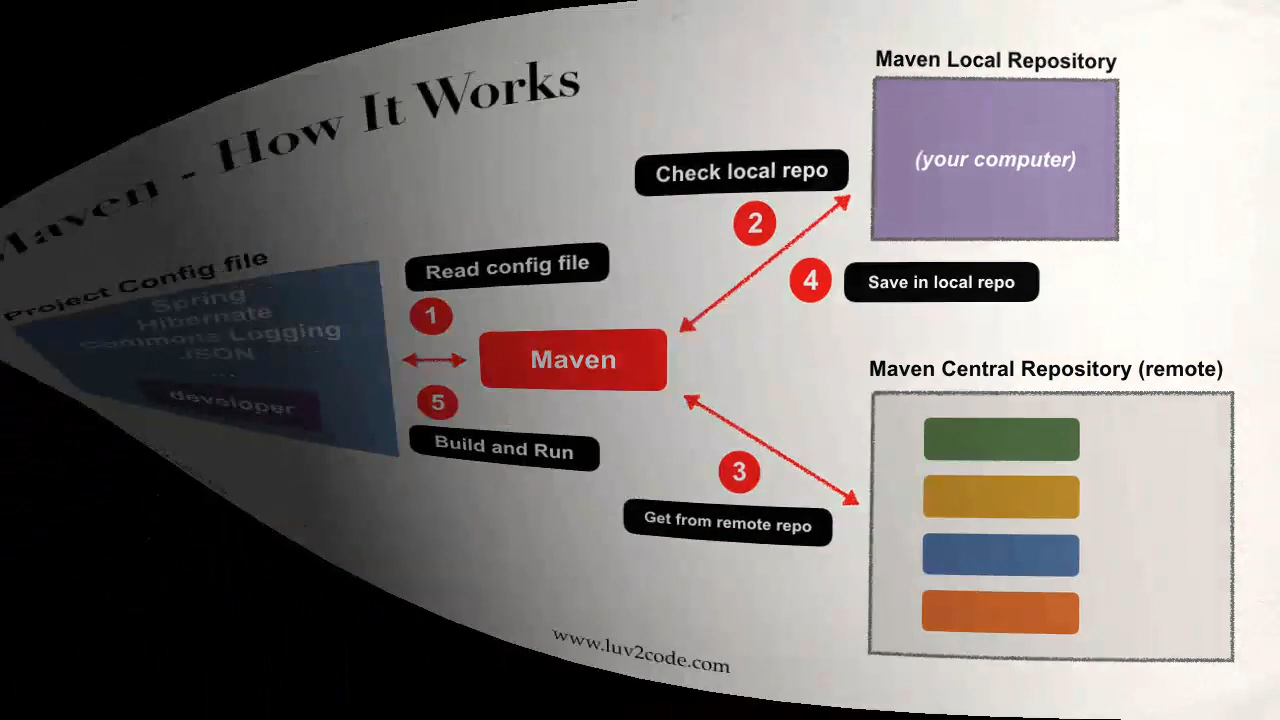 Maven - How It Works
Project Config file
Spring
Hibernate
Commons Logging
JSON
...
developer
Read config file
1
5
Build and Run
Maven
Check local repo
2
4
Save in local repo
3
Get from remote repo
Maven Local Repository
(your computer)
Maven Central Repository (remote)
www.luv2code.com